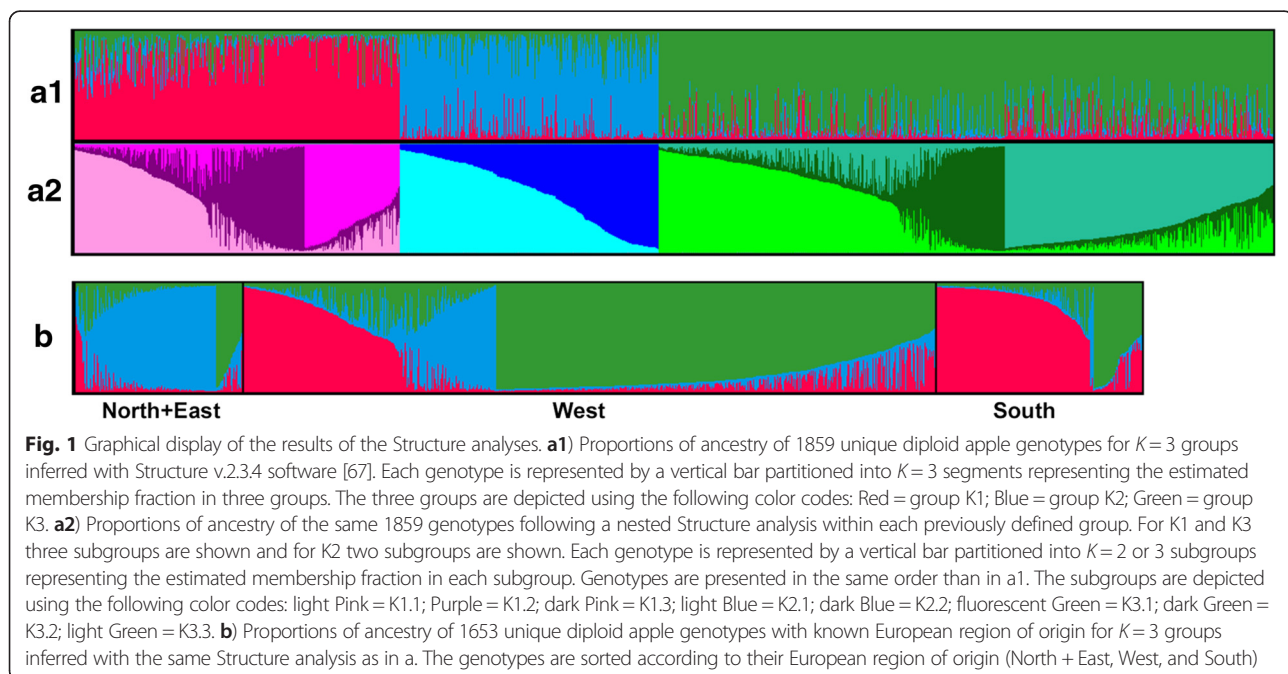 a1
a2
b
North+East West South
Fig. 1 Graphical display of the results of the Structure analyses. a1) Proportions of ancestry of 1859 unique diploid apple genotypes for K = 3 groups
inferred with Structure v.2.3.4 software [67]. Each genotype is represented by a vertical bar partitioned into K = 3 segments representing the estimated
membership fraction in three groups. The three groups are depicted using the following color codes: Red = group K1; Blue = group K2; Green = group
K3. a2) Proportions of ancestry of the same 1859 genotypes following a nested Structure analysis within each previously defined group. For K1 and K3
three subgroups are shown and for K2 two subgroups are shown. Each genotype is represented by a vertical bar partitioned into K = 2 or 3 subgroups
representing the estimated membership fraction in each subgroup. Genotypes are presented in the same order than in a1. The subgroups are depicted
using the following color codes: light Pink = K1.1; Purple = K1.2; dark Pink = K1.3; light Blue = K2.1; dark Blue = K2.2; fluorescent Green = K3.1; dark Green =
K3.2; light Green = K3.3. b) Proportions of ancestry of 1653 unique diploid apple genotypes with known European region of origin for K = 3 groups
inferred with the same Structure analysis as in a. The genotypes are sorted according to their European region of origin (North + East, West, and South)